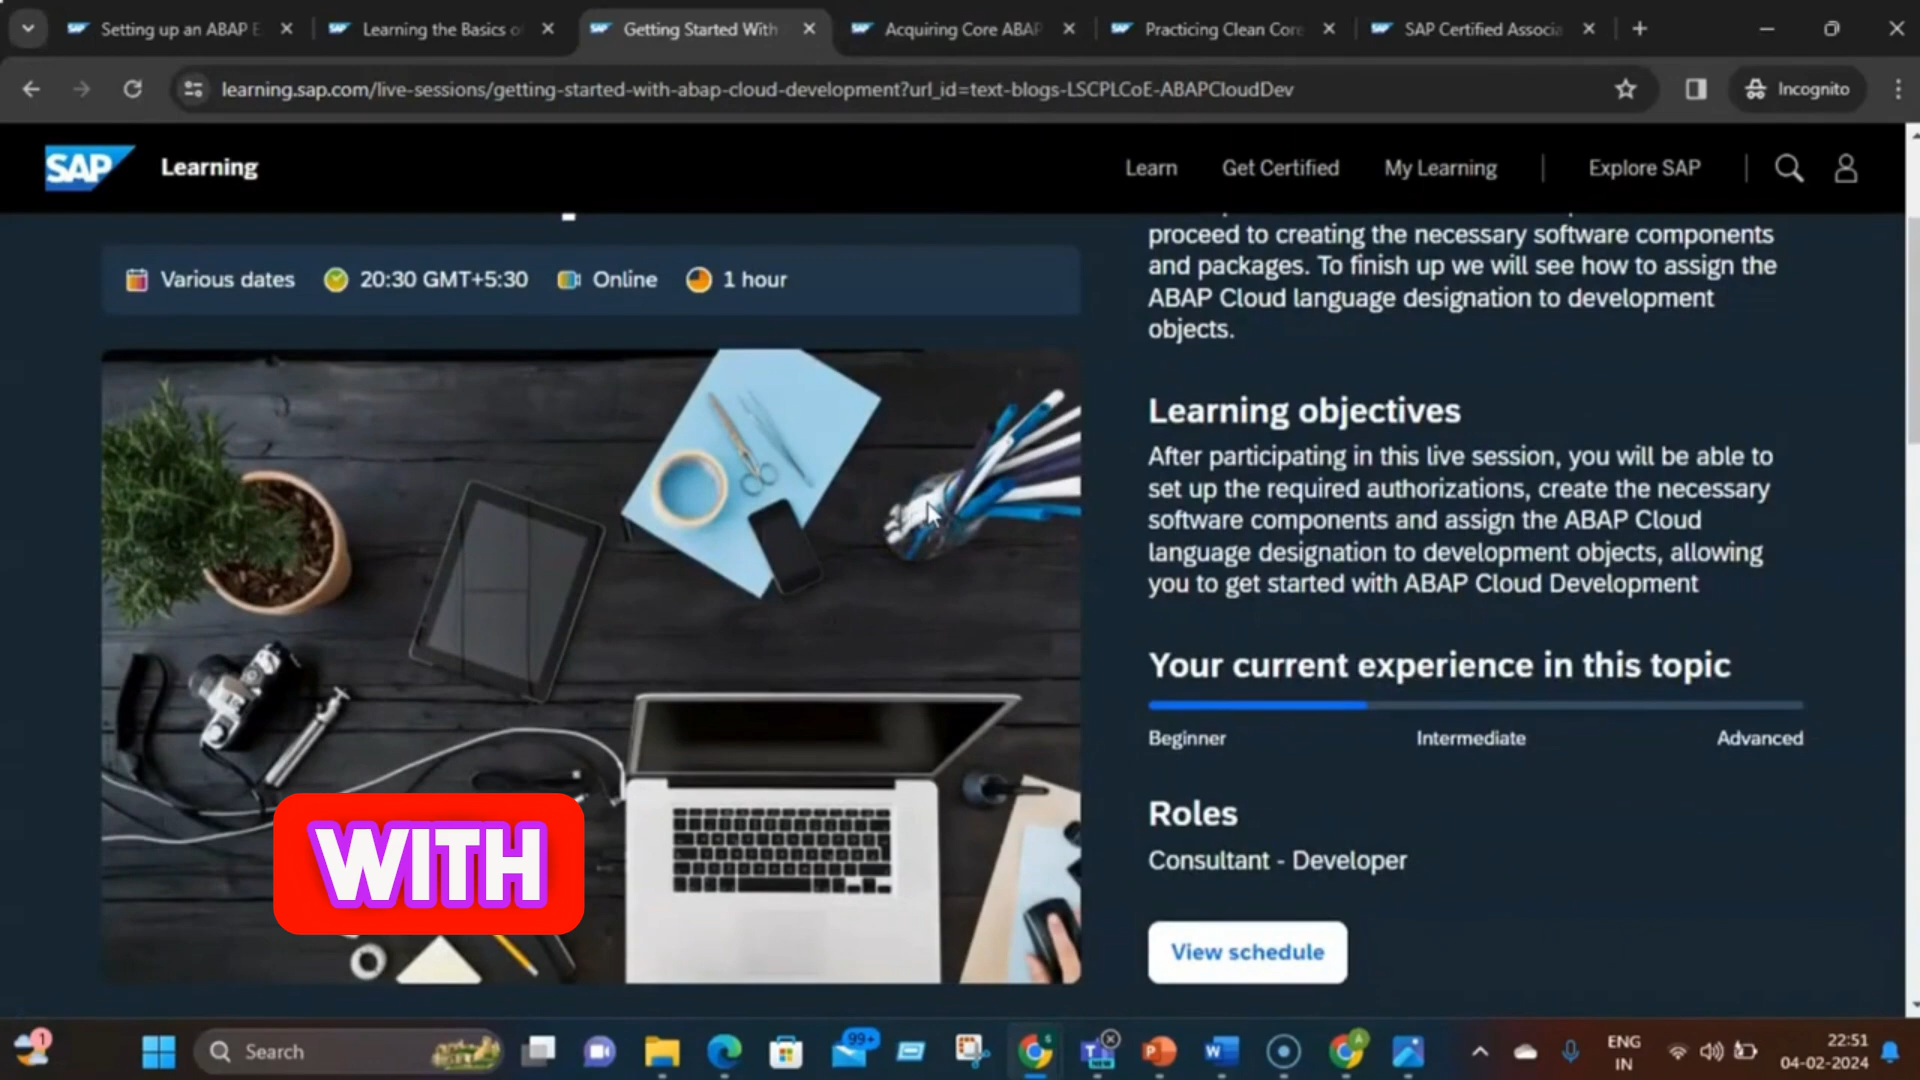 Setting up an ABAP E
Learning the Basics of
Getting Started With
Acquiring Core ABAP
Practicing Clean Core
SAP Certified Associa
learning.sap.com/live-sessions/getting-started-with-abap-cloud-development?url_id=text-blogs-LSCPLCoE-ABAPCloudDev
Incognito
SAP Learning
Learn
Get Certified
My Learning
Explore SAP
Various dates
20:30 GMT+5:30
Online
1 hour
proceed to creating the necessary software components
and packages. To finish up we will see how to assign the
ABAP Cloud language designation to development
objects.
Learning objectives
After participating in this live session, you will be able to
set up the required authorizations, create the necessary
software components and assign the ABAP Cloud
language designation to development objects, allowing
you to get started with ABAP Cloud Development
Your current experience in this topic
Beginner
Intermediate
Advanced
Roles
Consultant - Developer
View schedule
WITH
1
Search
99+
ENG
IN
22:51
04-02-2024